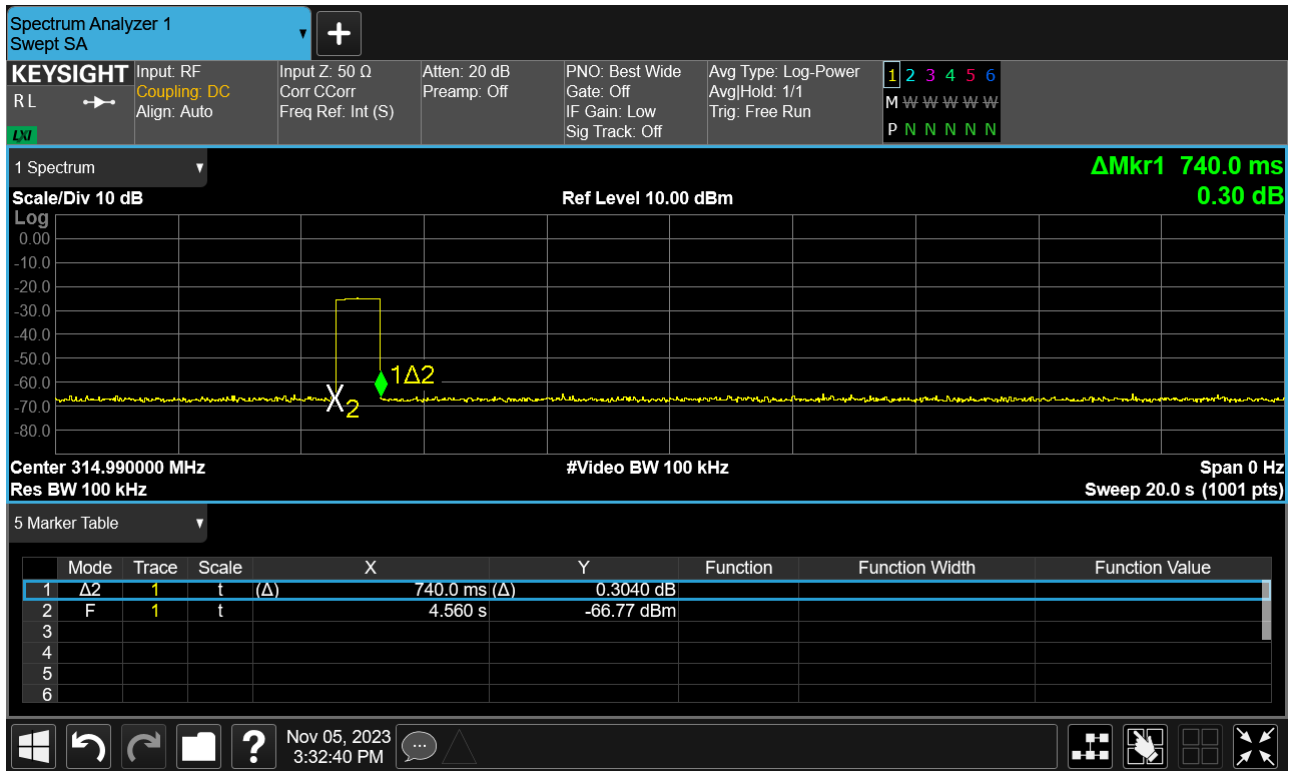 Spectrum Analyzer 1
Swept SA
+
KEYSIGHT Input: RF Input Z: 50 Ω Atten: 20 dB PNO: Best Wide Avg Type: Log-Power 1 2 3 4 5 6
R L Coupling: DC Corr CCorr Preamp: Off Gate: Off Avg|Hold: 1/1 M W W W W W
Align: Auto Freq Ref: Int (S) IF Gain: Low Trig: Free Run
LXI Sig Track: Off P N N N N N
1 Spectrum ΔMkr1 740.0 ms
Scale/Div 10 dB Ref Level 10.00 dBm 0.30 dB
Log
0.00
-10.0
-20.0
-30.0
-40.0
-50.0
1Δ2
-60.0
-70.0 X2
-80.0
Center 314.990000 MHz #Video BW 100 kHz Span 0 Hz
Res BW 100 kHz Sweep 20.0 s (1001 pts)
5 Marker Table
Mode Trace Scale X Y Function Function Width Function Value
1 Δ2 1 t (Δ) 740.0 ms (Δ) 0.3040 dB
2 F 1 t 4.560 s -66.77 dBm
3
4
5
6
? Nov 05, 2023
3:32:40 PM